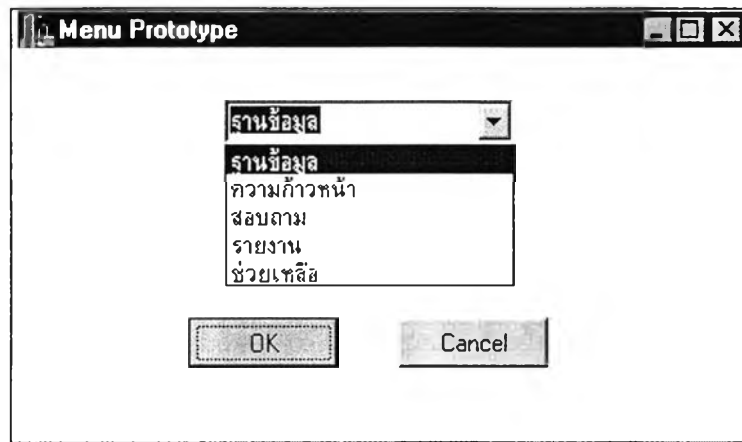 Menu Prototype
ฐานข้อมูล
ฐานข้อมูล
ความก้าวหน้า
สอบถาม
รายงาน
ช่วยเหลือ
OK Cancel